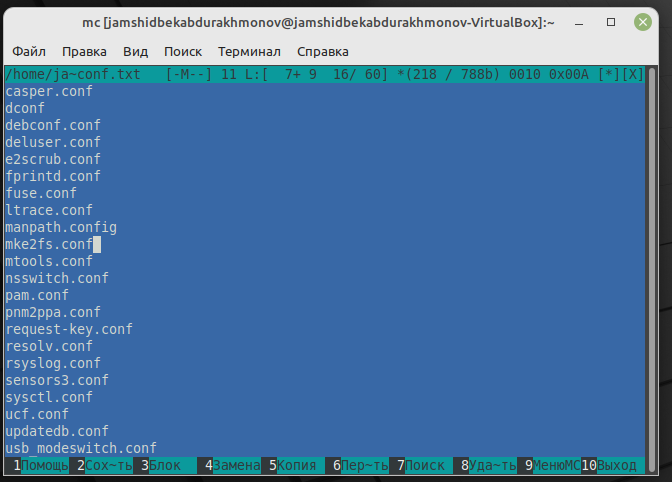 mc [jamshidbekabdurakhmonov@jamshidbekabdurakhmonov-VirtualBox]:~
Файл Правка Вид Поиск Терминал Справка
/home/ja~conf.txt [-M--] 11 L:[ 7+ 9 16/ 60] *(218 / 788b) 0010 0x00A [*][X]
casper.conf
dconf
debconf.conf
deluser.conf
e2scrub.conf
fprintd.conf
fuse.conf
ltrace.conf
manpath.config
mke2fs.conf
mtools.conf
nsswitch.conf
pam.conf
pnm2ppa.conf
request-key.conf
resolv.conf
rsyslog.conf
sensors3.conf
sysctl.conf
ucf.conf
updatedb.conf
usb_modeswitch.conf
1Помощь 2Сох~ть 3Блок 4Замена 5Копия 6Пер~ть 7Поиск 8Уда~ть 9МенюMC 10Выход